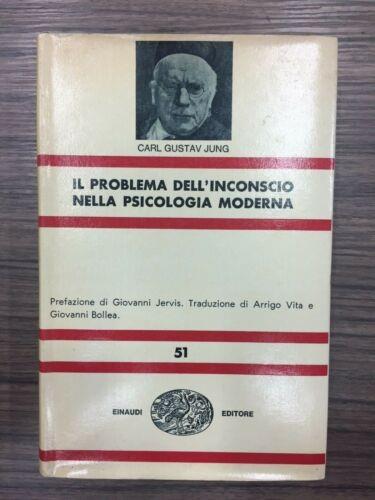 CARL GUSTAV JUNG
IL PROBLEMA DELL'INCONSCIO
NELLA PSICOLOGIA MODERNA
Prefazione di Giovanni Jervis. Traduzione di Arrigo Vita e
Giovanni Bollea.
51
EINAUDI EDITORE